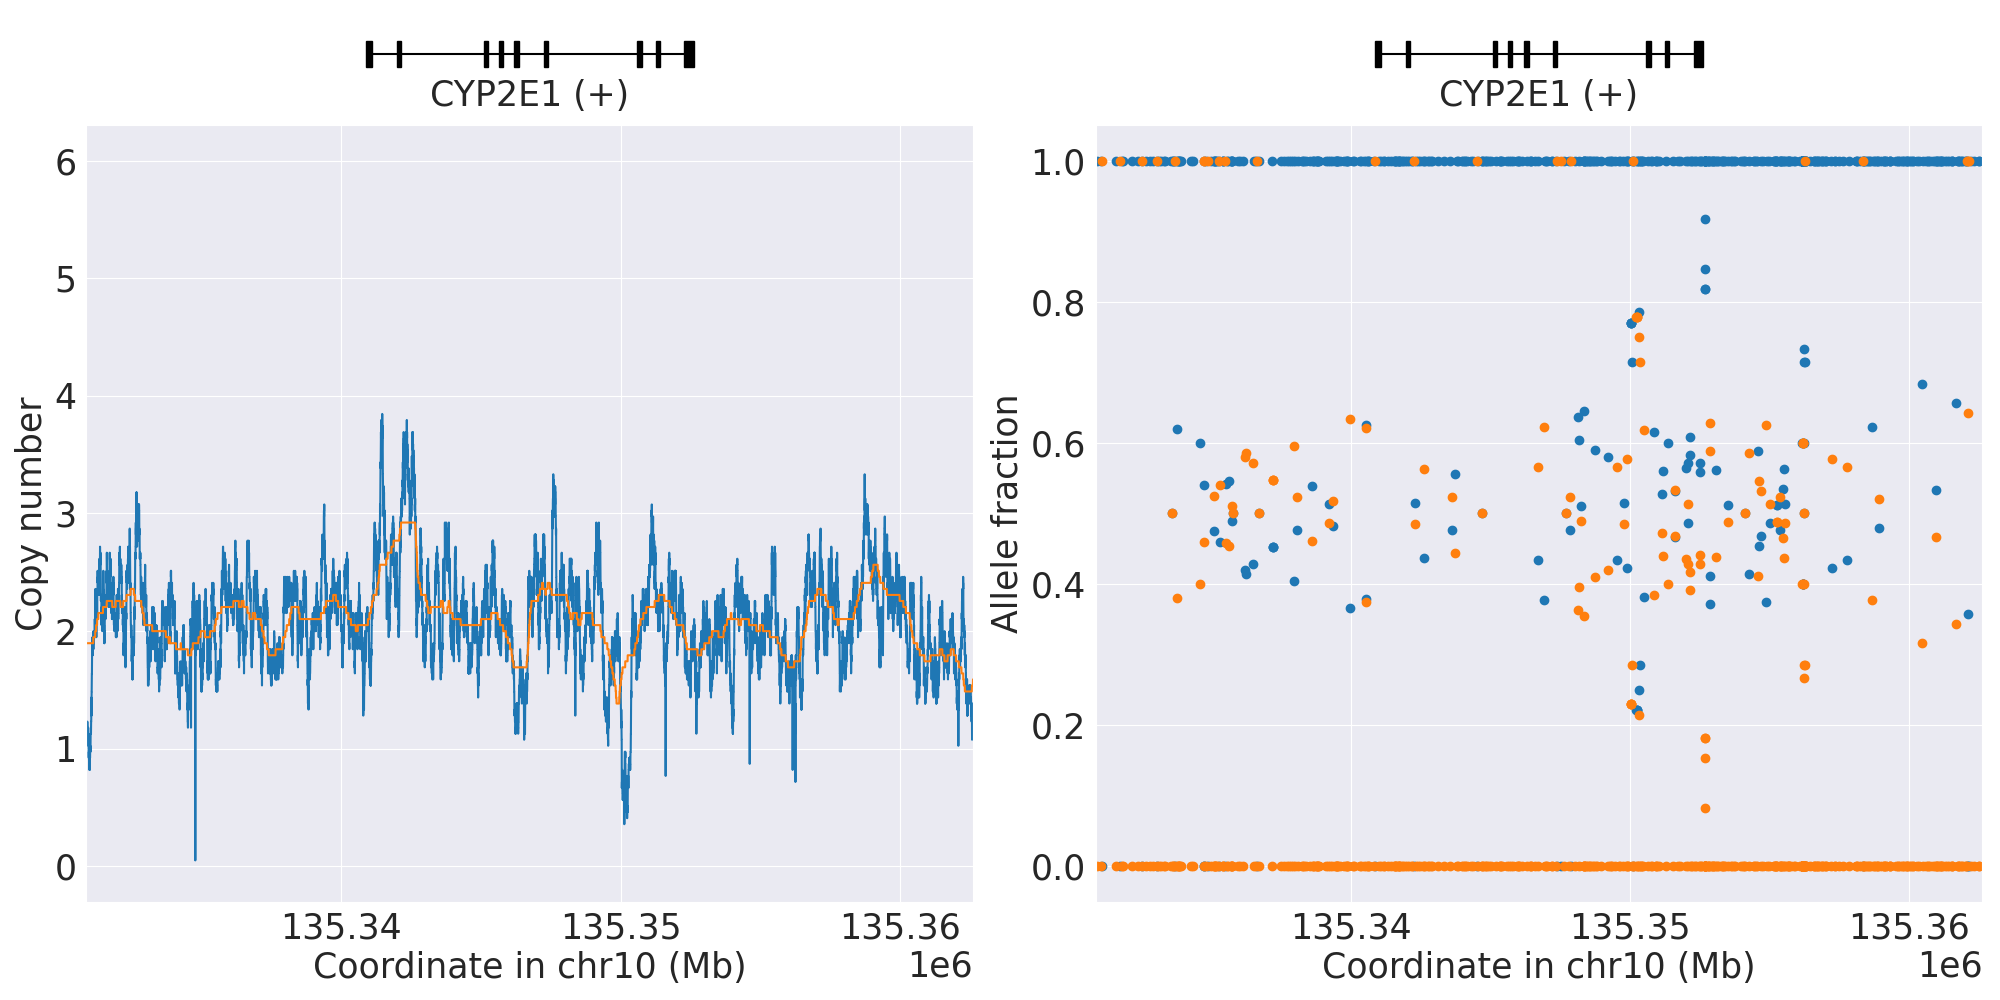 CYP2E1 (+)
6
5
4
3
2
1
0
Copy number
135.34 135.35 135.36
Coordinate in chr10 (Mb) 1e6
CYP2E1 (+)
1.0
0.8
0.6
0.4
0.2
0.0
Allele fraction
135.34 135.35 135.36
Coordinate in chr10 (Mb) 1e6